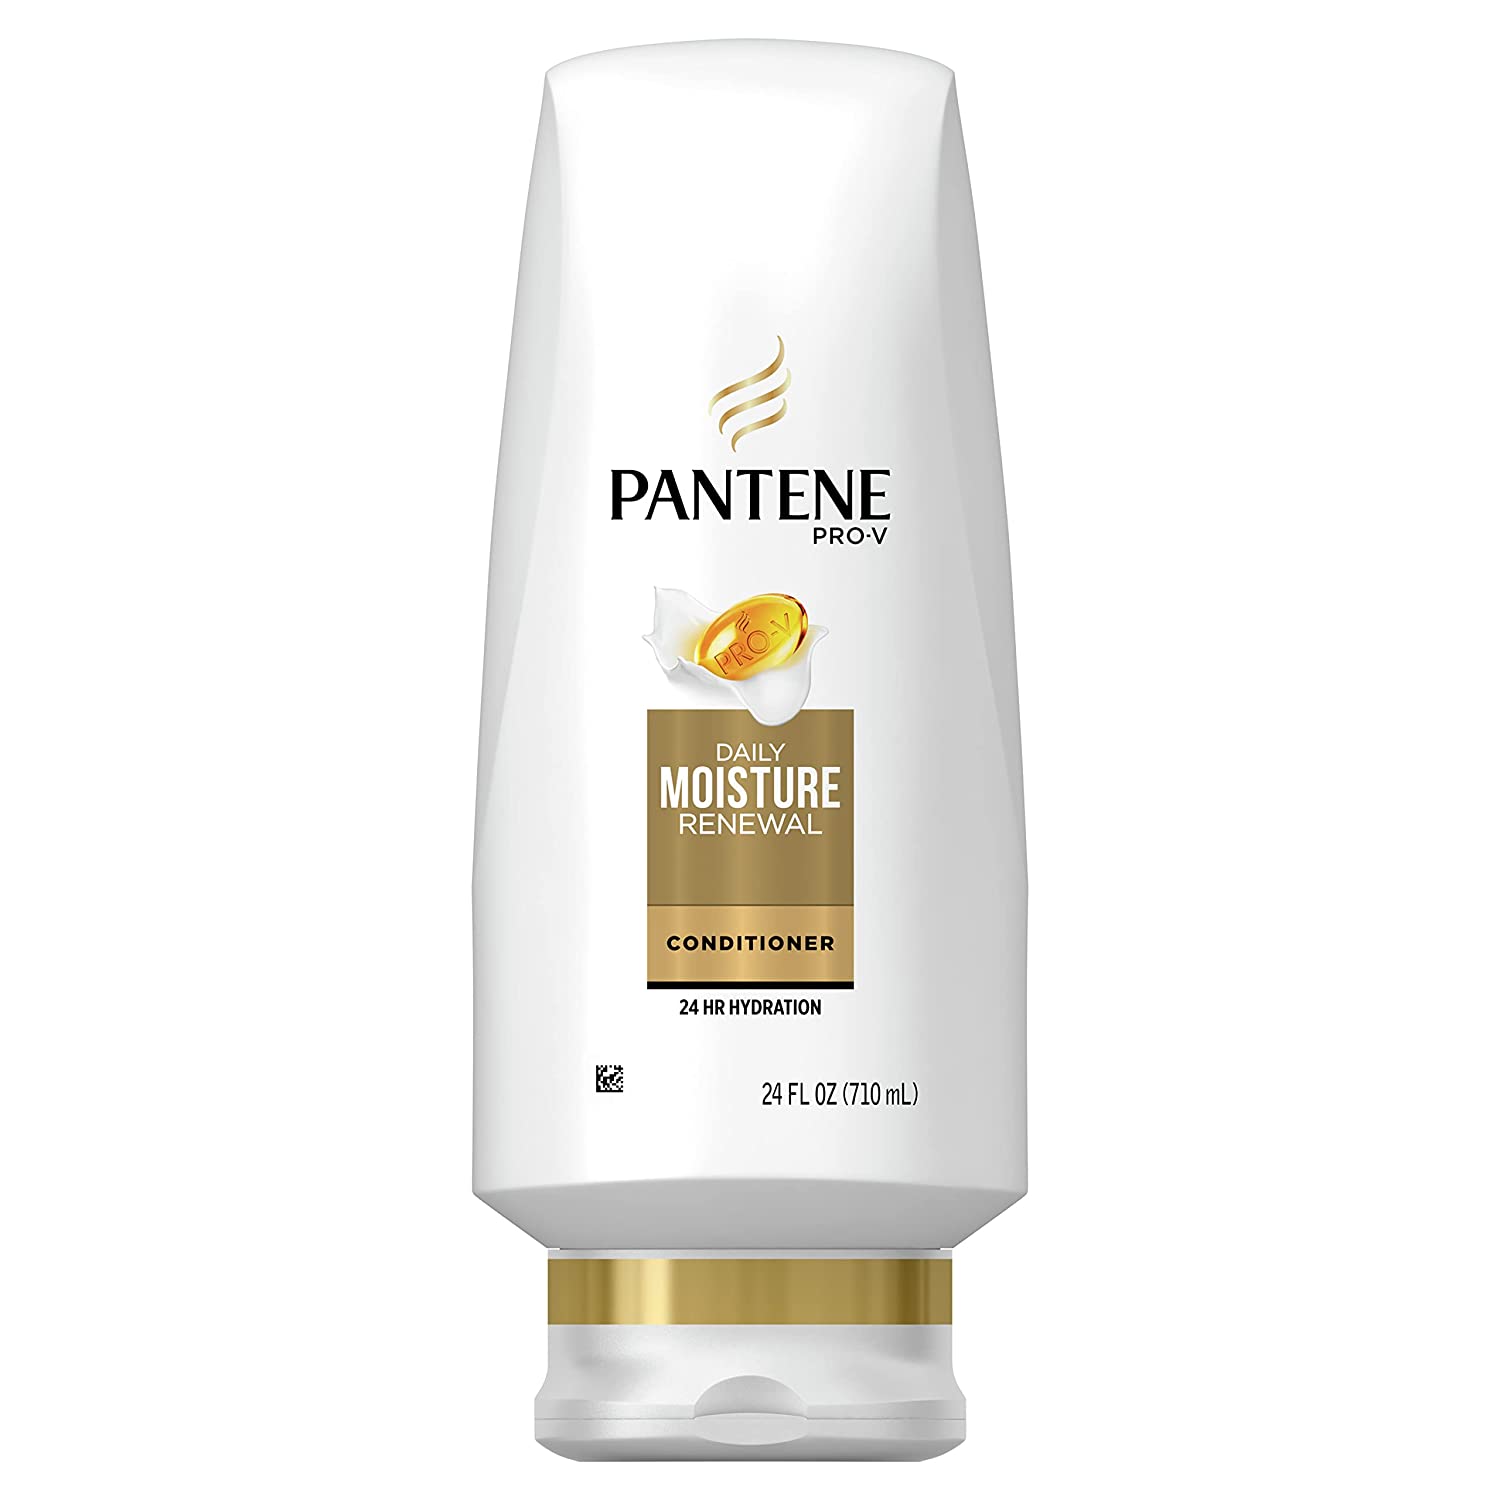 PANTENE
PRO-V
PRO-V
DAILY
MOISTURE
RENEWAL
CONDITIONER
24 HR HYDRATION
24 FL OZ (710 mL)